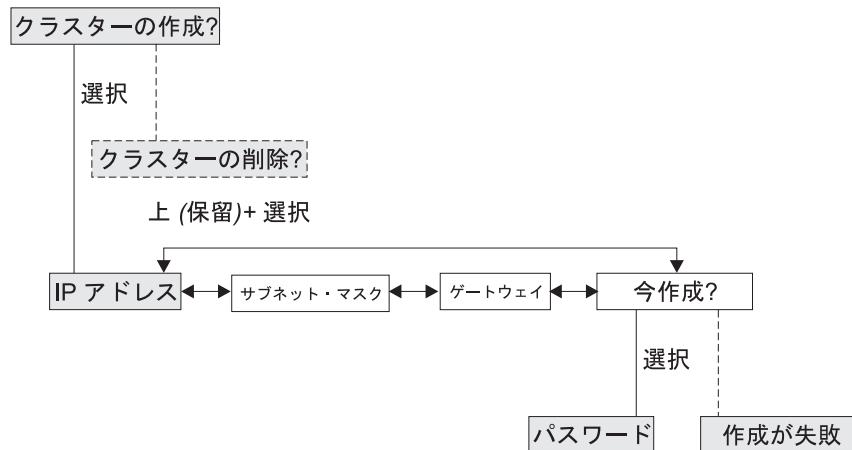 クラスターの作成?
選択
クラスターの削除?
上 (保留)+ 選択
IP アドレス
サブネット・マスク
ゲートウェイ
今作成?
選択
パスワード
作成が失敗